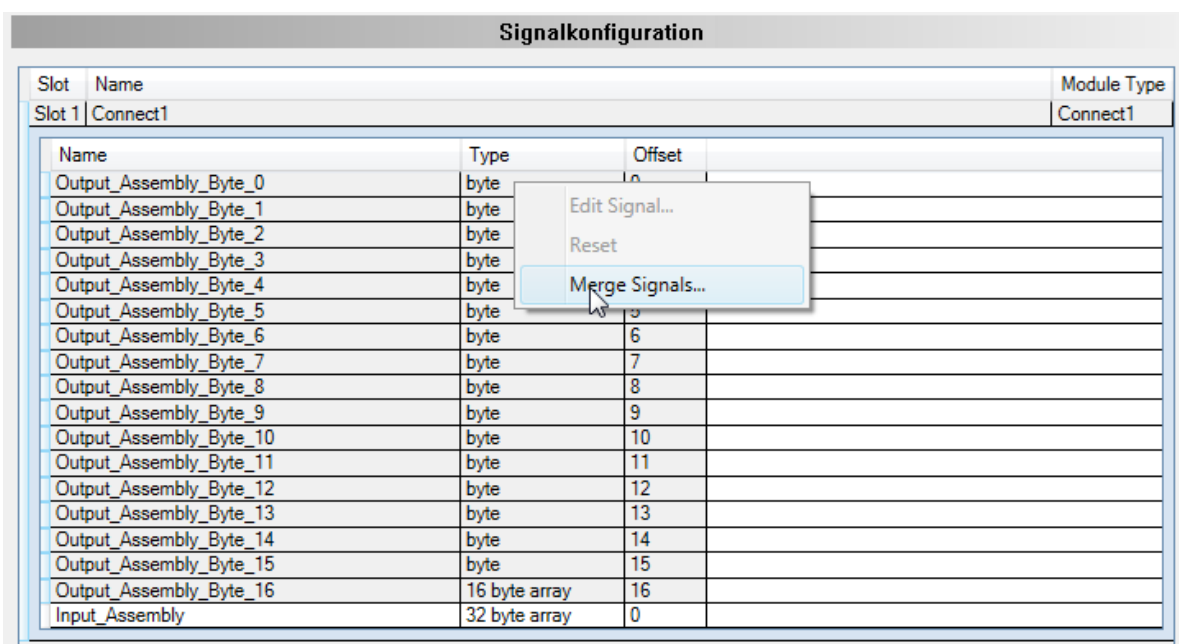 Signalkonfiguration
Slot Name Module Type
Slot 1 Connect1 Connect1
Name Type Offset
Output_Assembly_Byte_0 byte 0
Output_Assembly_Byte_1 byte
Edit Signal...
Output_Assembly_Byte_2 byte
Reset
Output_Assembly_Byte_3 byte
Output_Assembly_Byte_4 byte
Merge Signals...
Output_Assembly_Byte_5 byte 5
Output_Assembly_Byte_6 byte 6
Output_Assembly_Byte_7 byte 7
Output_Assembly_Byte_8 byte 8
Output_Assembly_Byte_9 byte 9
Output_Assembly_Byte_10 byte 10
Output_Assembly_Byte_11 byte 11
Output_Assembly_Byte_12 byte 12
Output_Assembly_Byte_13 byte 13
Output_Assembly_Byte_14 byte 14
Output_Assembly_Byte_15 byte 15
Output_Assembly_Byte_16 16 byte array 16
Input_Assembly 32 byte array 0